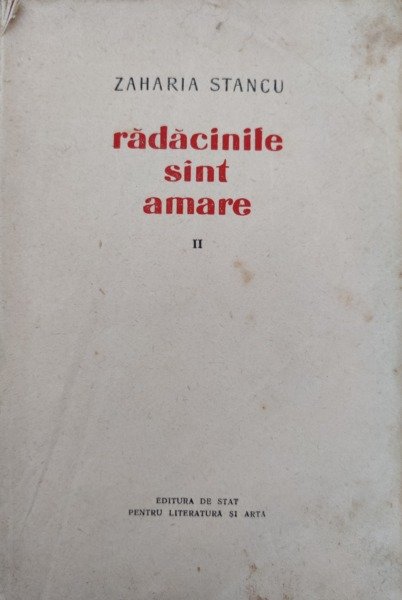 ZAHARIA STANCU
rădăcinile
sînt
amare
II
EDITURA DE STAT
PENTRU LITERATURĂ ȘI ARTĂ